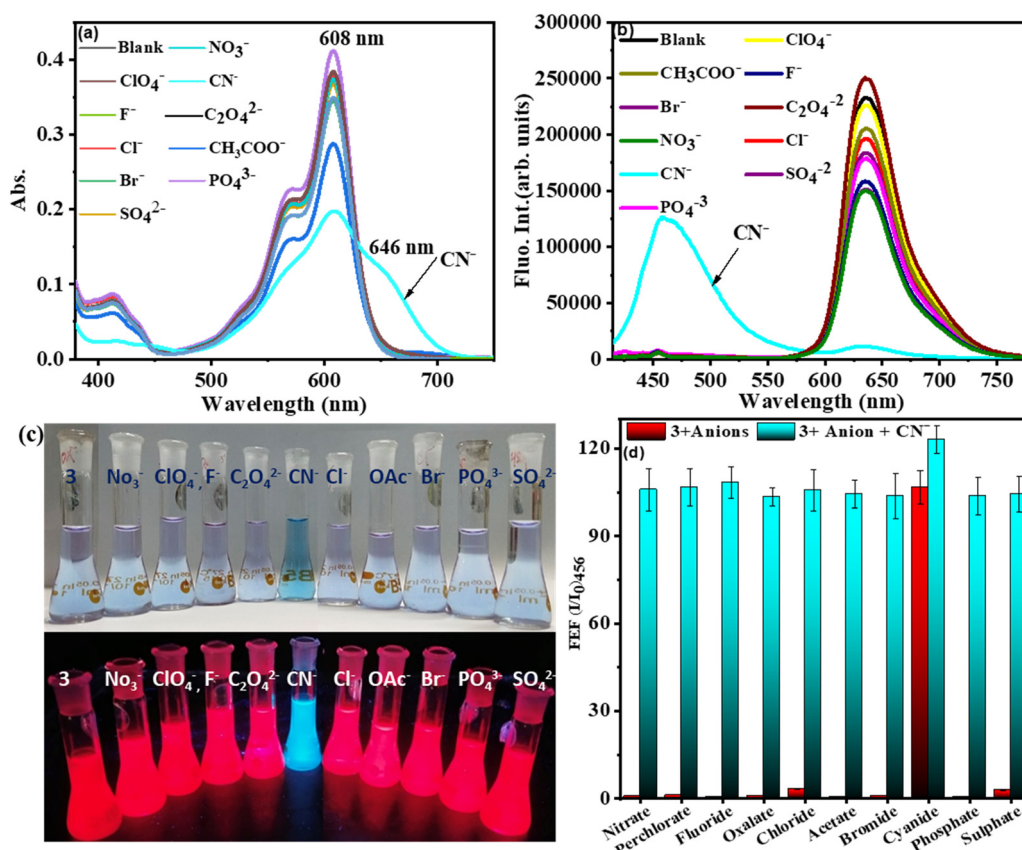 (a)
608 nm
Blank
NO₃⁻
ClO₄⁻
CN⁻
F⁻
C₂O₄²⁻
Cl⁻
CH₃COO⁻
Br⁻
PO₄³⁻
SO₄²⁻
646 nm
CN⁻
0.4
0.3
0.2
0.1
0.0
Abs.
400 500 600 700
Wavelength (nm)
(b)
Blank
ClO₄⁻
CH₃COO⁻
F⁻
Br⁻
C₂O₄⁻²
NO₃⁻
Cl⁻
CN⁻
SO₄⁻²
PO₄⁻³
CN⁻
300000
250000
200000
150000
100000
50000
0
Fluo. Int.(arb. units)
450 500 550 600 650 700 750
Wavelength (nm)
(c)
3 No₃⁻ ClO₄⁻, F⁻ C₂O₄²⁻ CN⁻ Cl⁻ OAc⁻ Br⁻ PO₄³⁻ SO₄²⁻
3 No₃⁻ ClO₄⁻, F⁻ C₂O₄²⁻ CN⁻ Cl⁻ OAc⁻ Br⁻ PO₄³⁻ SO₄²⁻
(d)
3+Anions
3+ Anion + CN⁻
120
90
60
30
0
FEF (I/I₀)456
Nitrate
Perchlorate
Fluoride
Oxalate
Chloride
Acetate
Bromide
Cyanide
Phosphate
Sulphate